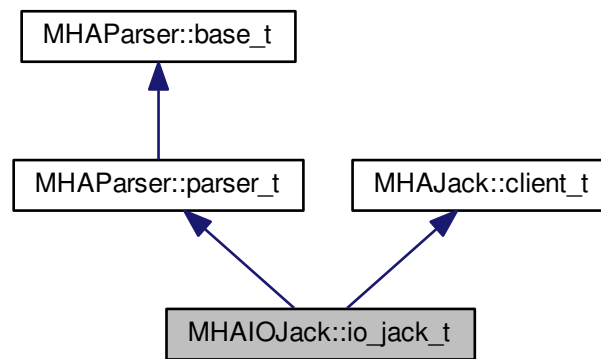 MHAParser::base_t
MHAParser::parser_t
MHAJack::client_t
MHAIOJack::io_jack_t